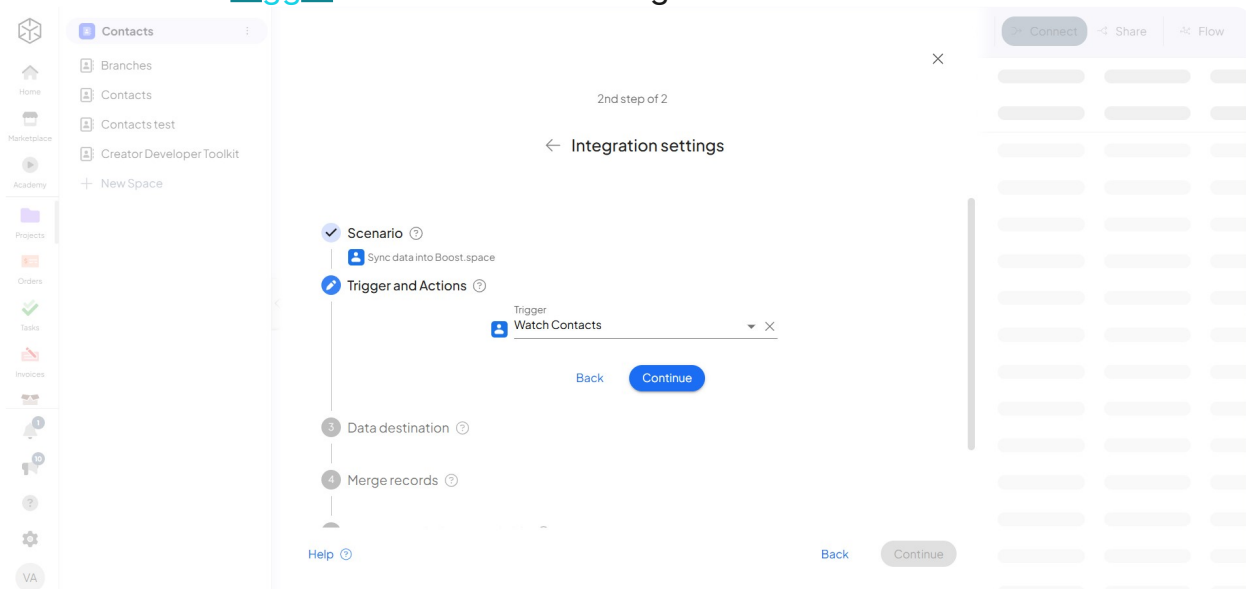 Contacts
Connect
Share
Flow
Home
Branches
Contacts
2nd step of 2
Marketplace
Contacts test
Integration settings
Creator Developer Toolkit
Academy
New Space
Projects
Scenario
Sync data into Boost.space
Orders
Trigger and Actions
Trigger
Watch Contacts
Tasks
Invoices
Back
Continue
1
3 Data destination
10
4 Merge records
Help
Back
Continue
VA